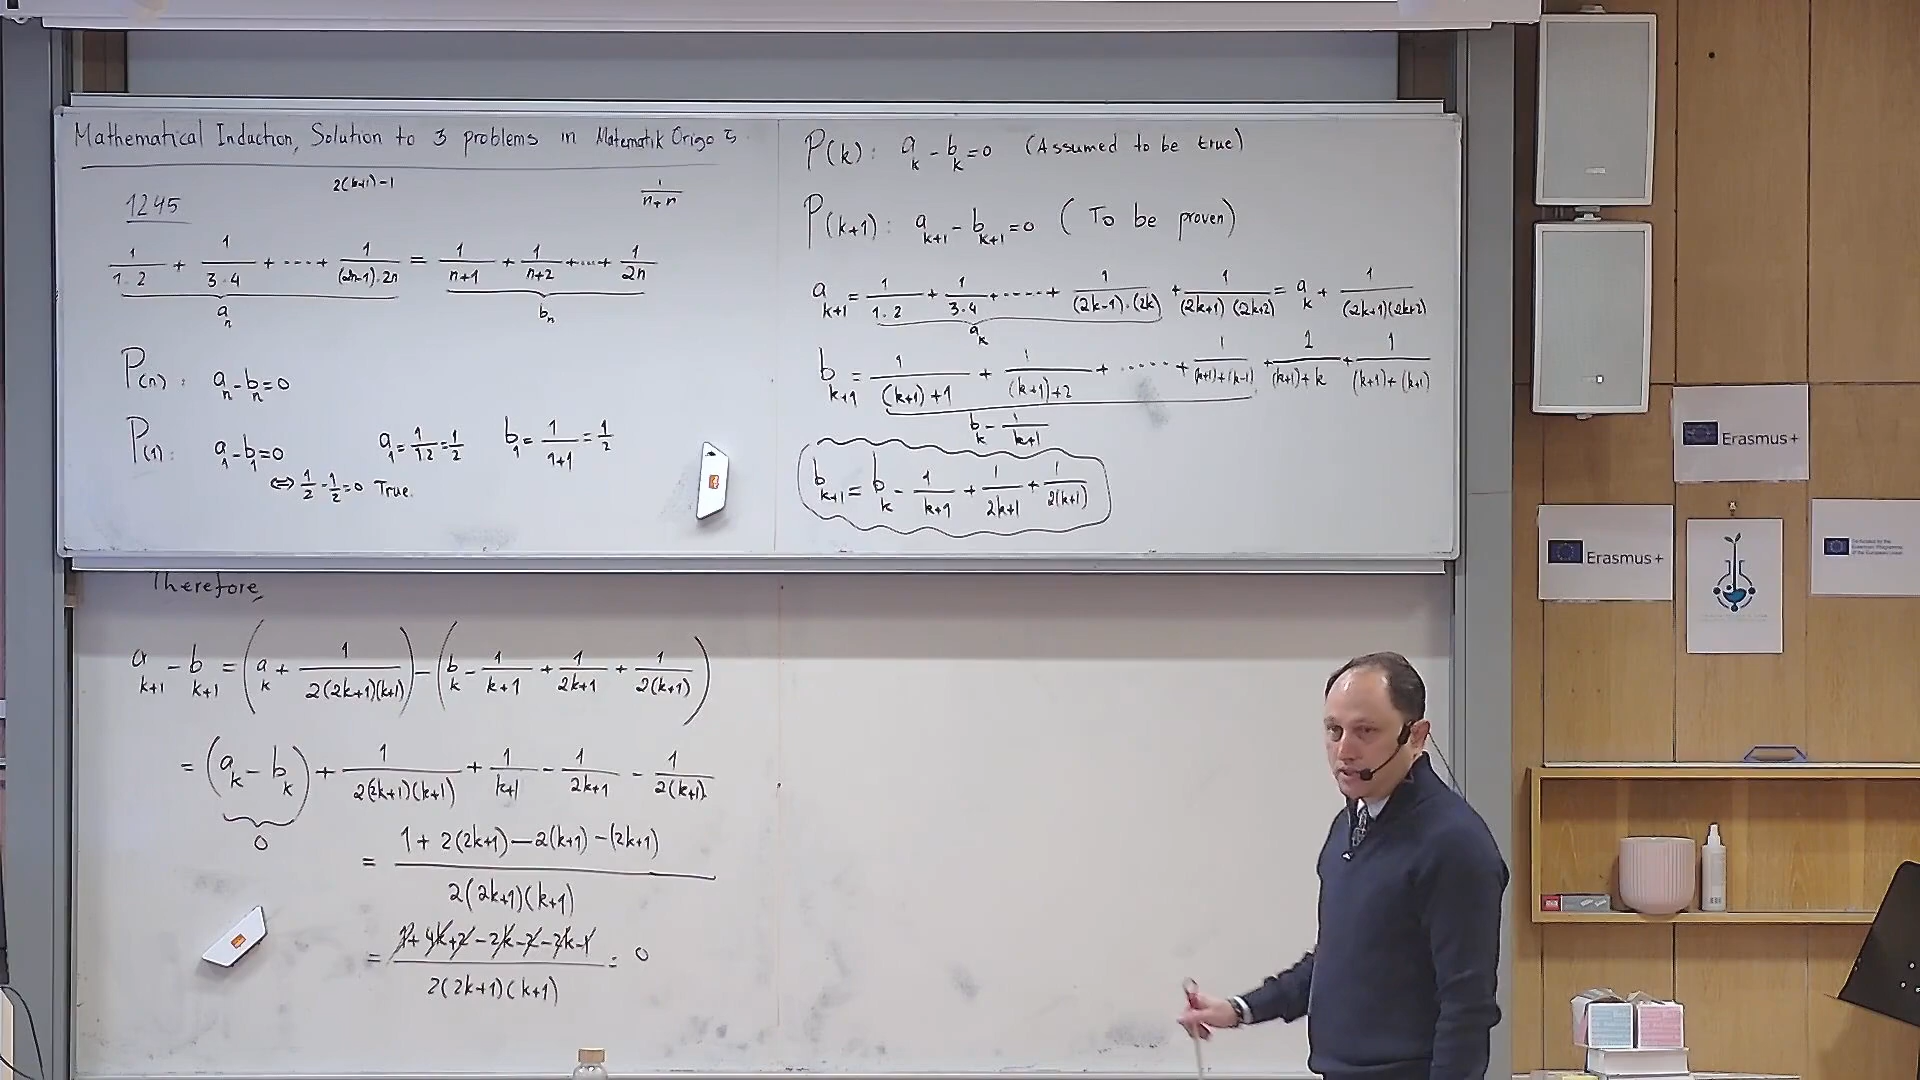 Mathematical Induction, Solution to 3 problems in Matematik Origo 5
2(k+1)-1
1/(n+n)
1245
1/(1·2) + 1/(3·4) + ····+ 1/((2n-1)·2n) = 1/(n+1) + 1/(n+2) +···+ 1/(2n)
a_n
b_n
P(n): a_n - b_n = 0
P(1): a_1 - b_1 = 0
a_1 = 1/(1·2) = 1/2
b_1 = 1/(1+1) = 1/2
⇔ 1/2 - 1/2 = 0 True.
P(k): a_k - b_k = 0 (Assumed to be true)
P(k+1): a_{k+1} - b_{k+1} = 0 (To be proven)
a_{k+1} = 1/(1·2) + 1/(3·4) + ····· + 1/((2k-1)·(2k)) + 1/((2k+1)(2k+2)) = a_k + 1/((2k+1)(2k+2))
a_k
b_{k+1} = 1/((k+1)+1) + 1/((k+1)+2) + ····· + 1/((k+1)+(k-1)) + 1/((k+1)+k) + 1/((k+1)+(k+1))
b_k - 1/(k+1)
b_{k+1} = b_k - 1/(k+1) + 1/(2k+1) + 1/(2(k+1))
Therefore,
a_{k+1} - b_{k+1} = (a_k + 1/(2(2k+1)(k+1))) - (b_k - 1/(k+1) + 1/(2k+1) + 1/(2(k+1)))
= (a_k - b_k) + 1/(2(2k+1)(k+1)) + 1/(k+1) - 1/(2k+1) - 1/(2(k+1))
0
= (1 + 2(2k+1) - 2(k+1) - (2k+1))/(2(2k+1)(k+1))
= (1 + 4k + 2 - 2k - 2 - 2k - 1)/(2(2k+1)(k+1)) = 0
Erasmus+
Erasmus+